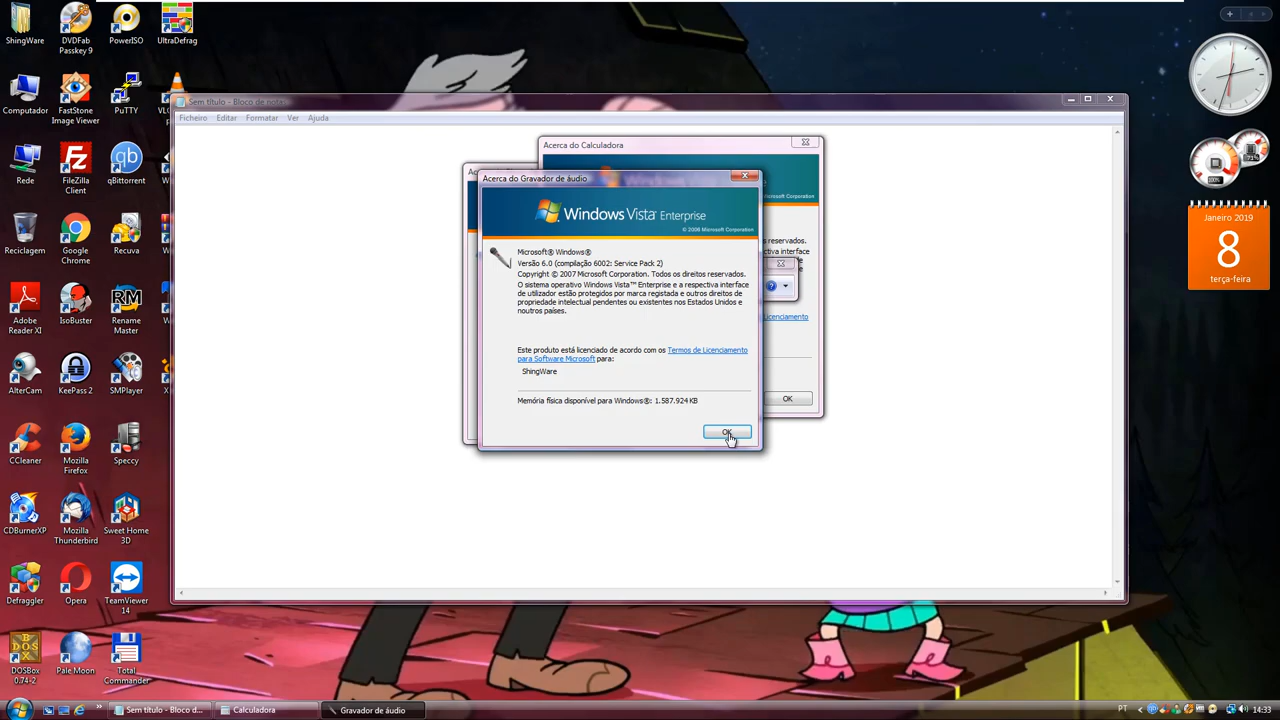 ShingWare
DVDFab Passkey 9
PowerISO
UltraDefrag
Computador
FastStone Image Viewer
PuTTY
Rede
FileZilla Client
qBittorrent
Reciclagem
Google Chrome
Recuva
Adobe Reader XI
IsoBuster
Rename Master
AlterCam
KeePass 2
SMPlayer
CCleaner
Mozilla Firefox
Speccy
CDBurnerXP
Mozilla Thunderbird
Sweet Home 3D
Defraggler
Opera
TeamViewer 14
DOSBox 0.74-2
Pale Moon
Total Commander
Sem título - Bloco de notas
Ficheiro Editar Formatar Ver Ajuda
Acerca do Calculadora
OK
Acerca do Gravador de áudio
Windows Vista Enterprise
© 2006 Microsoft Corporation
Microsoft® Windows®
Versão 6.0 (compilação 6002: Service Pack 2)
Copyright © 2007 Microsoft Corporation. Todos os direitos reservados.
O sistema operativo Windows Vista™ Enterprise e a respectiva interface
de utilizador estão protegidos por marca registada e outros direitos de
propriedade intelectual pendentes ou existentes nos Estados Unidos e
noutros países.
Este produto está licenciado de acordo com os Termos de Licenciamento
para Software Microsoft para:
ShingWare
Memória física disponível para Windows®: 1.587.924 KB
OK
100%
71%
Janeiro 2019
8
terça-feira
Sem título - Bloco d...
Calculadora
Gravador de áudio
PT
14:33